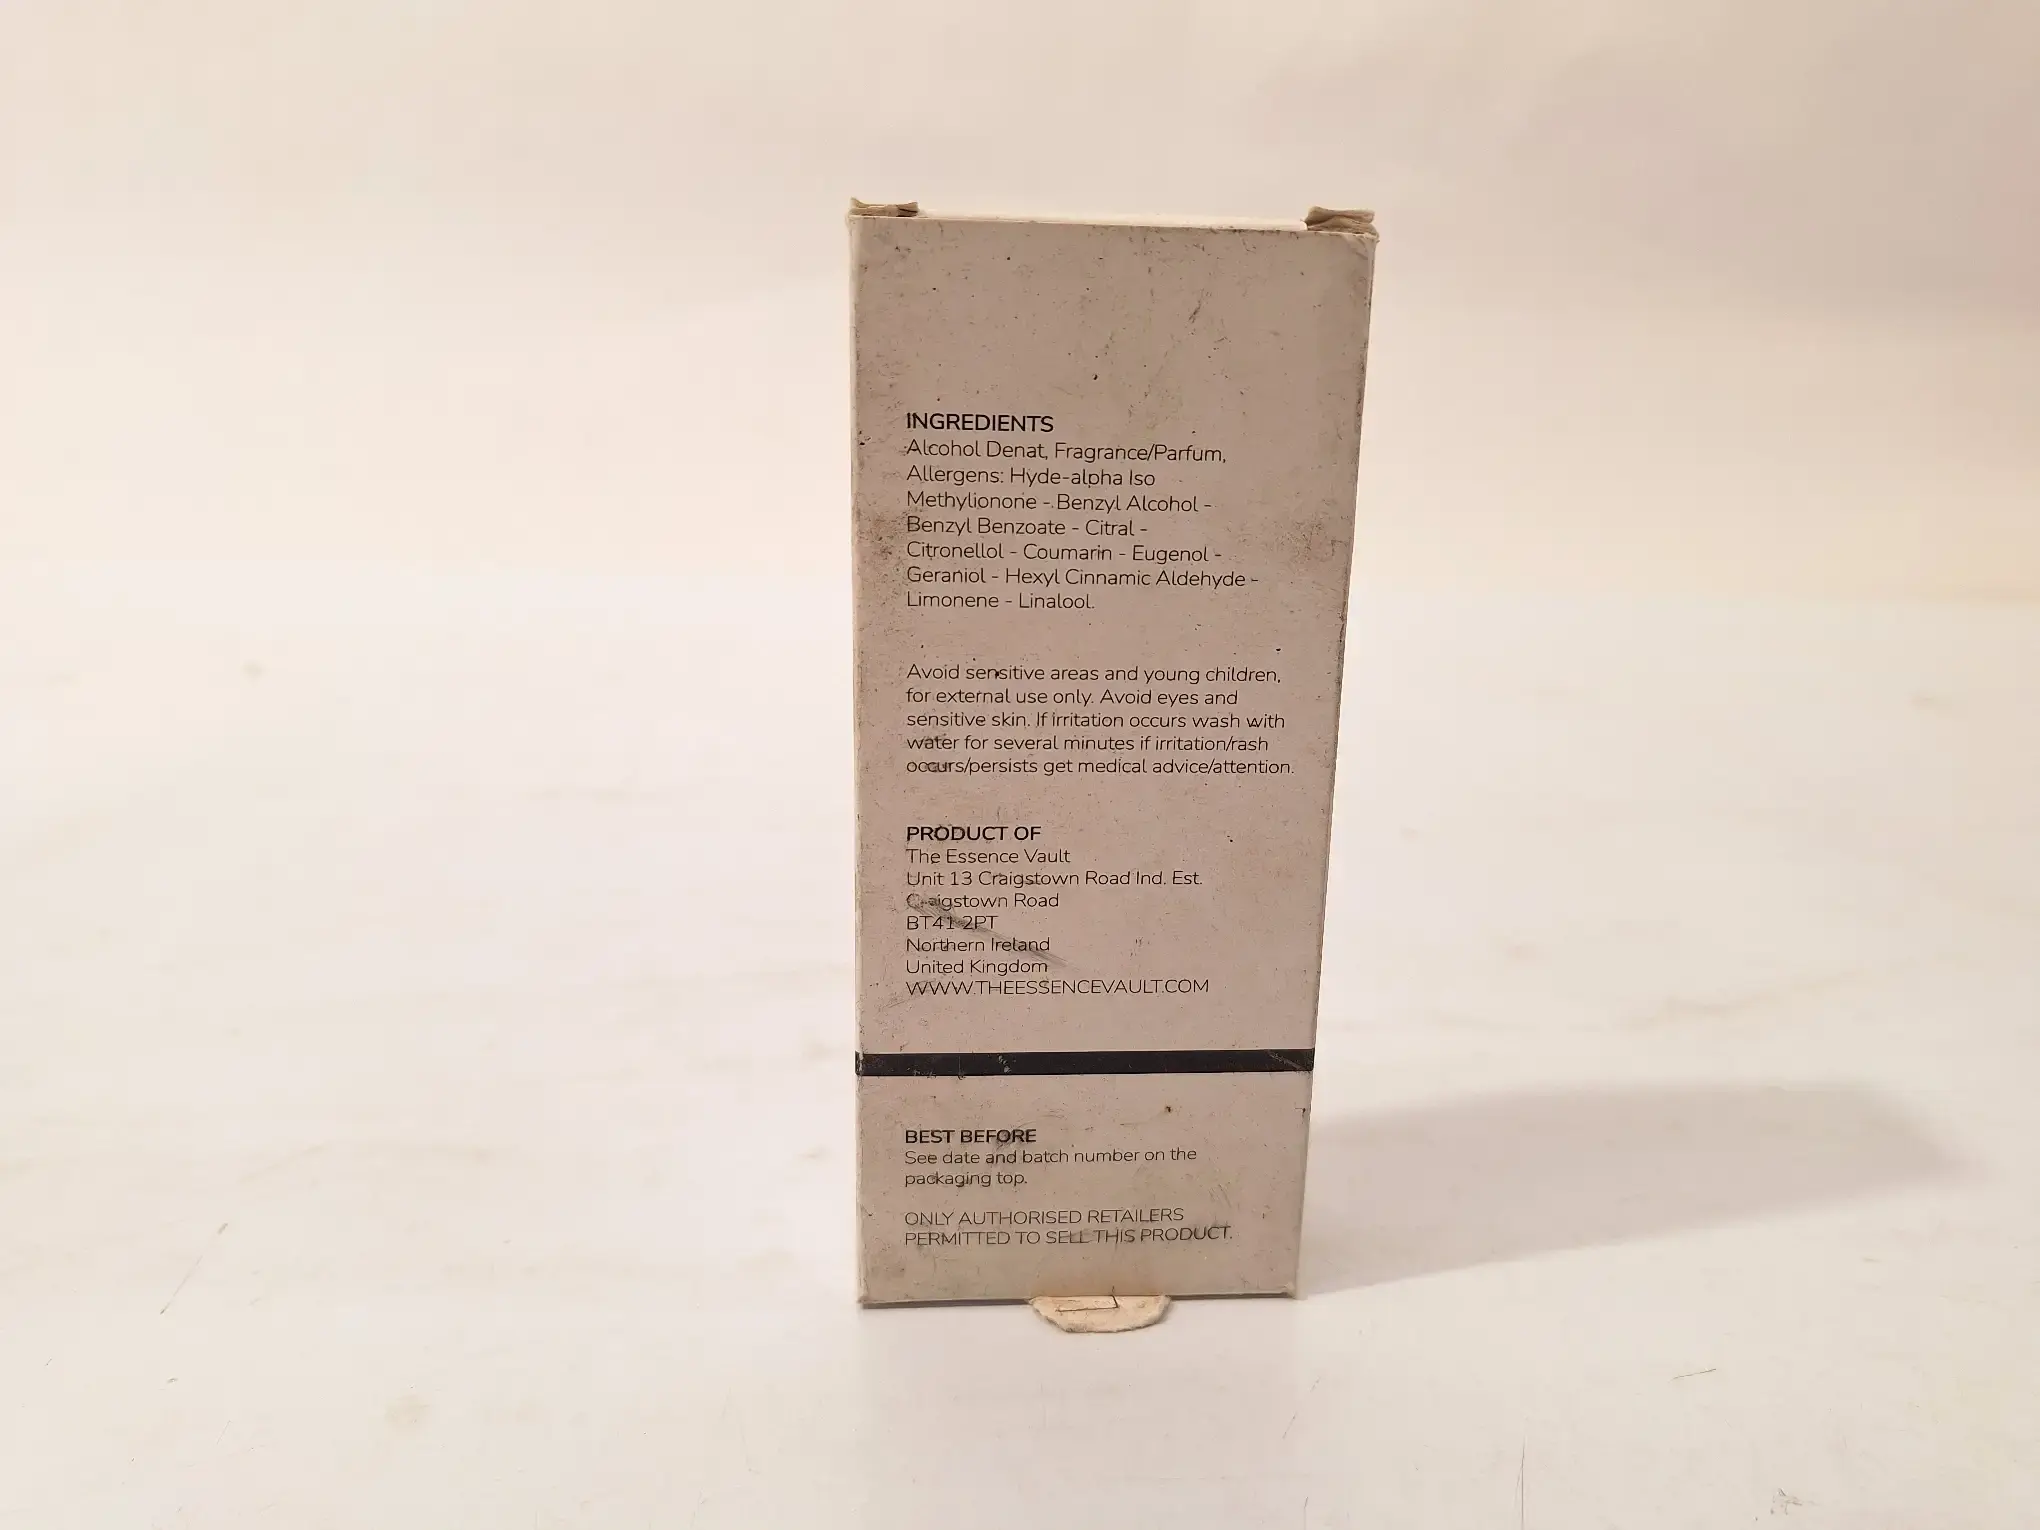 INGREDIENTS
Alcohol Denat, Fragrance/Parfum,
Allergens: Hyde-alpha Iso
Methylionone - Benzyl Alcohol -
Benzyl Benzoate - Citral -
Citronellol - Coumarin - Eugenol -
Geraniol - Hexyl Cinnamic Aldehyde -
Limonene - Linalool.
Avoid sensitive areas and young children,
for external use only. Avoid eyes and
sensitive skin. If irritation occurs wash with
water for several minutes if irritation/rash
occurs/persists get medical advice/attention.
PRODUCT OF
The Essence Vault
Unit 13 Craigstown Road Ind. Est.
Craigstown Road
BT41 2PT
Northern Ireland
United Kingdom
WWW.THEESSENCEVAULT.COM
BEST BEFORE
See date and batch number on the
packaging top.
ONLY AUTHORISED RETAILERS
PERMITTED TO SELL THIS PRODUCT.